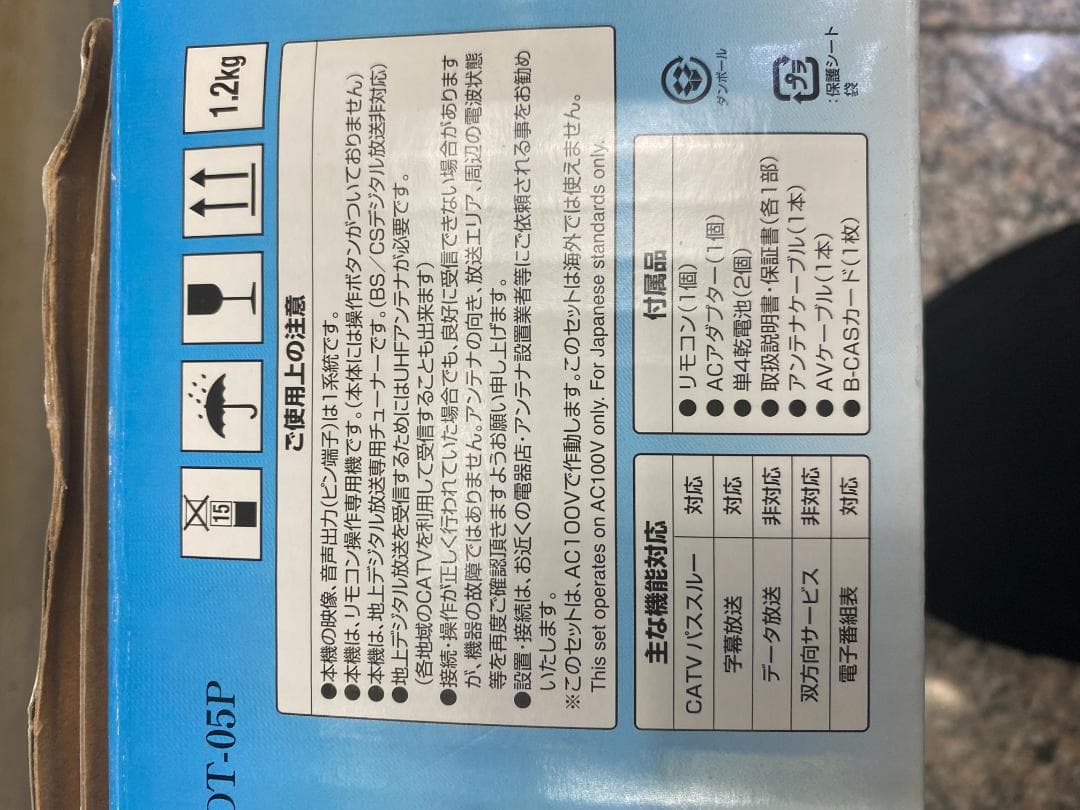 DT-05P
15
1.2kg
ご使用上の注意
●本機の映像、音声出力(ピン端子)は1系統です。
●本機は、リモコン操作専用機です。(本体には操作ボタンがついておりません)
●本機は、地上デジタル放送専用チューナーです。(BS/CSデジタル放送非対応)
●地上デジタル放送を受信するためにはUHFアンテナが必要です。
(各地域のCATVを利用して受信することも出来ます)
●接続・操作が正しく行われていた場合でも、良好に受信できない場合があります
が、機器の故障ではありません。アンテナの向き、放送エリア、周辺の電波状態
等を再度ご確認頂きますようお願い申し上げます。
●設置・接続は、お近くの電器店・アンテナ設置業者等にご依頼される事をお勧め
いたします。
※このセットは、AC100Vで作動します。このセットは海外では使えません。
This set operates on AC100V only. For Japanese standards only.
主な機能対応
CATVパススルー 対応
字幕放送 対応
データ放送 非対応
双方向サービス 非対応
電子番組表 対応
付属品
●リモコン(1個)
●ACアダプター(1個)
●単4乾電池(2個)
●取扱説明書・保証書(各1部)
●アンテナケーブル(1本)
●AVケーブル(1本)
●B-CASカード(1枚)
ダンボール
プラ
:保護シート
袋